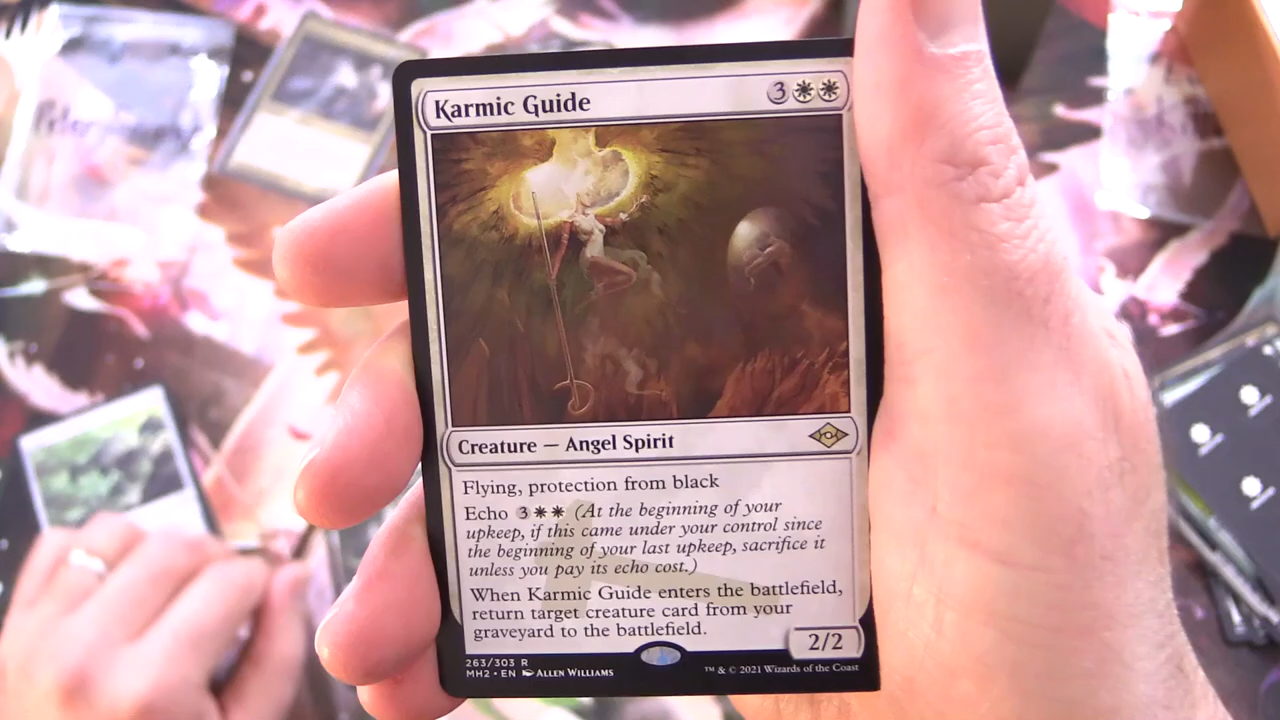 Karmic Guide 3
Creature — Angel Spirit
Flying, protection from black
Echo 3 (At the beginning of your
upkeep, if this came under your control since
the beginning of your last upkeep, sacrifice it
unless you pay its echo cost.)
When Karmic Guide enters the battlefield,
return target creature card from your
graveyard to the battlefield.
2/2
263/303 R
MH2 • EN ALLEN WILLIAMS
™ & © 2021 Wizards of the Coast